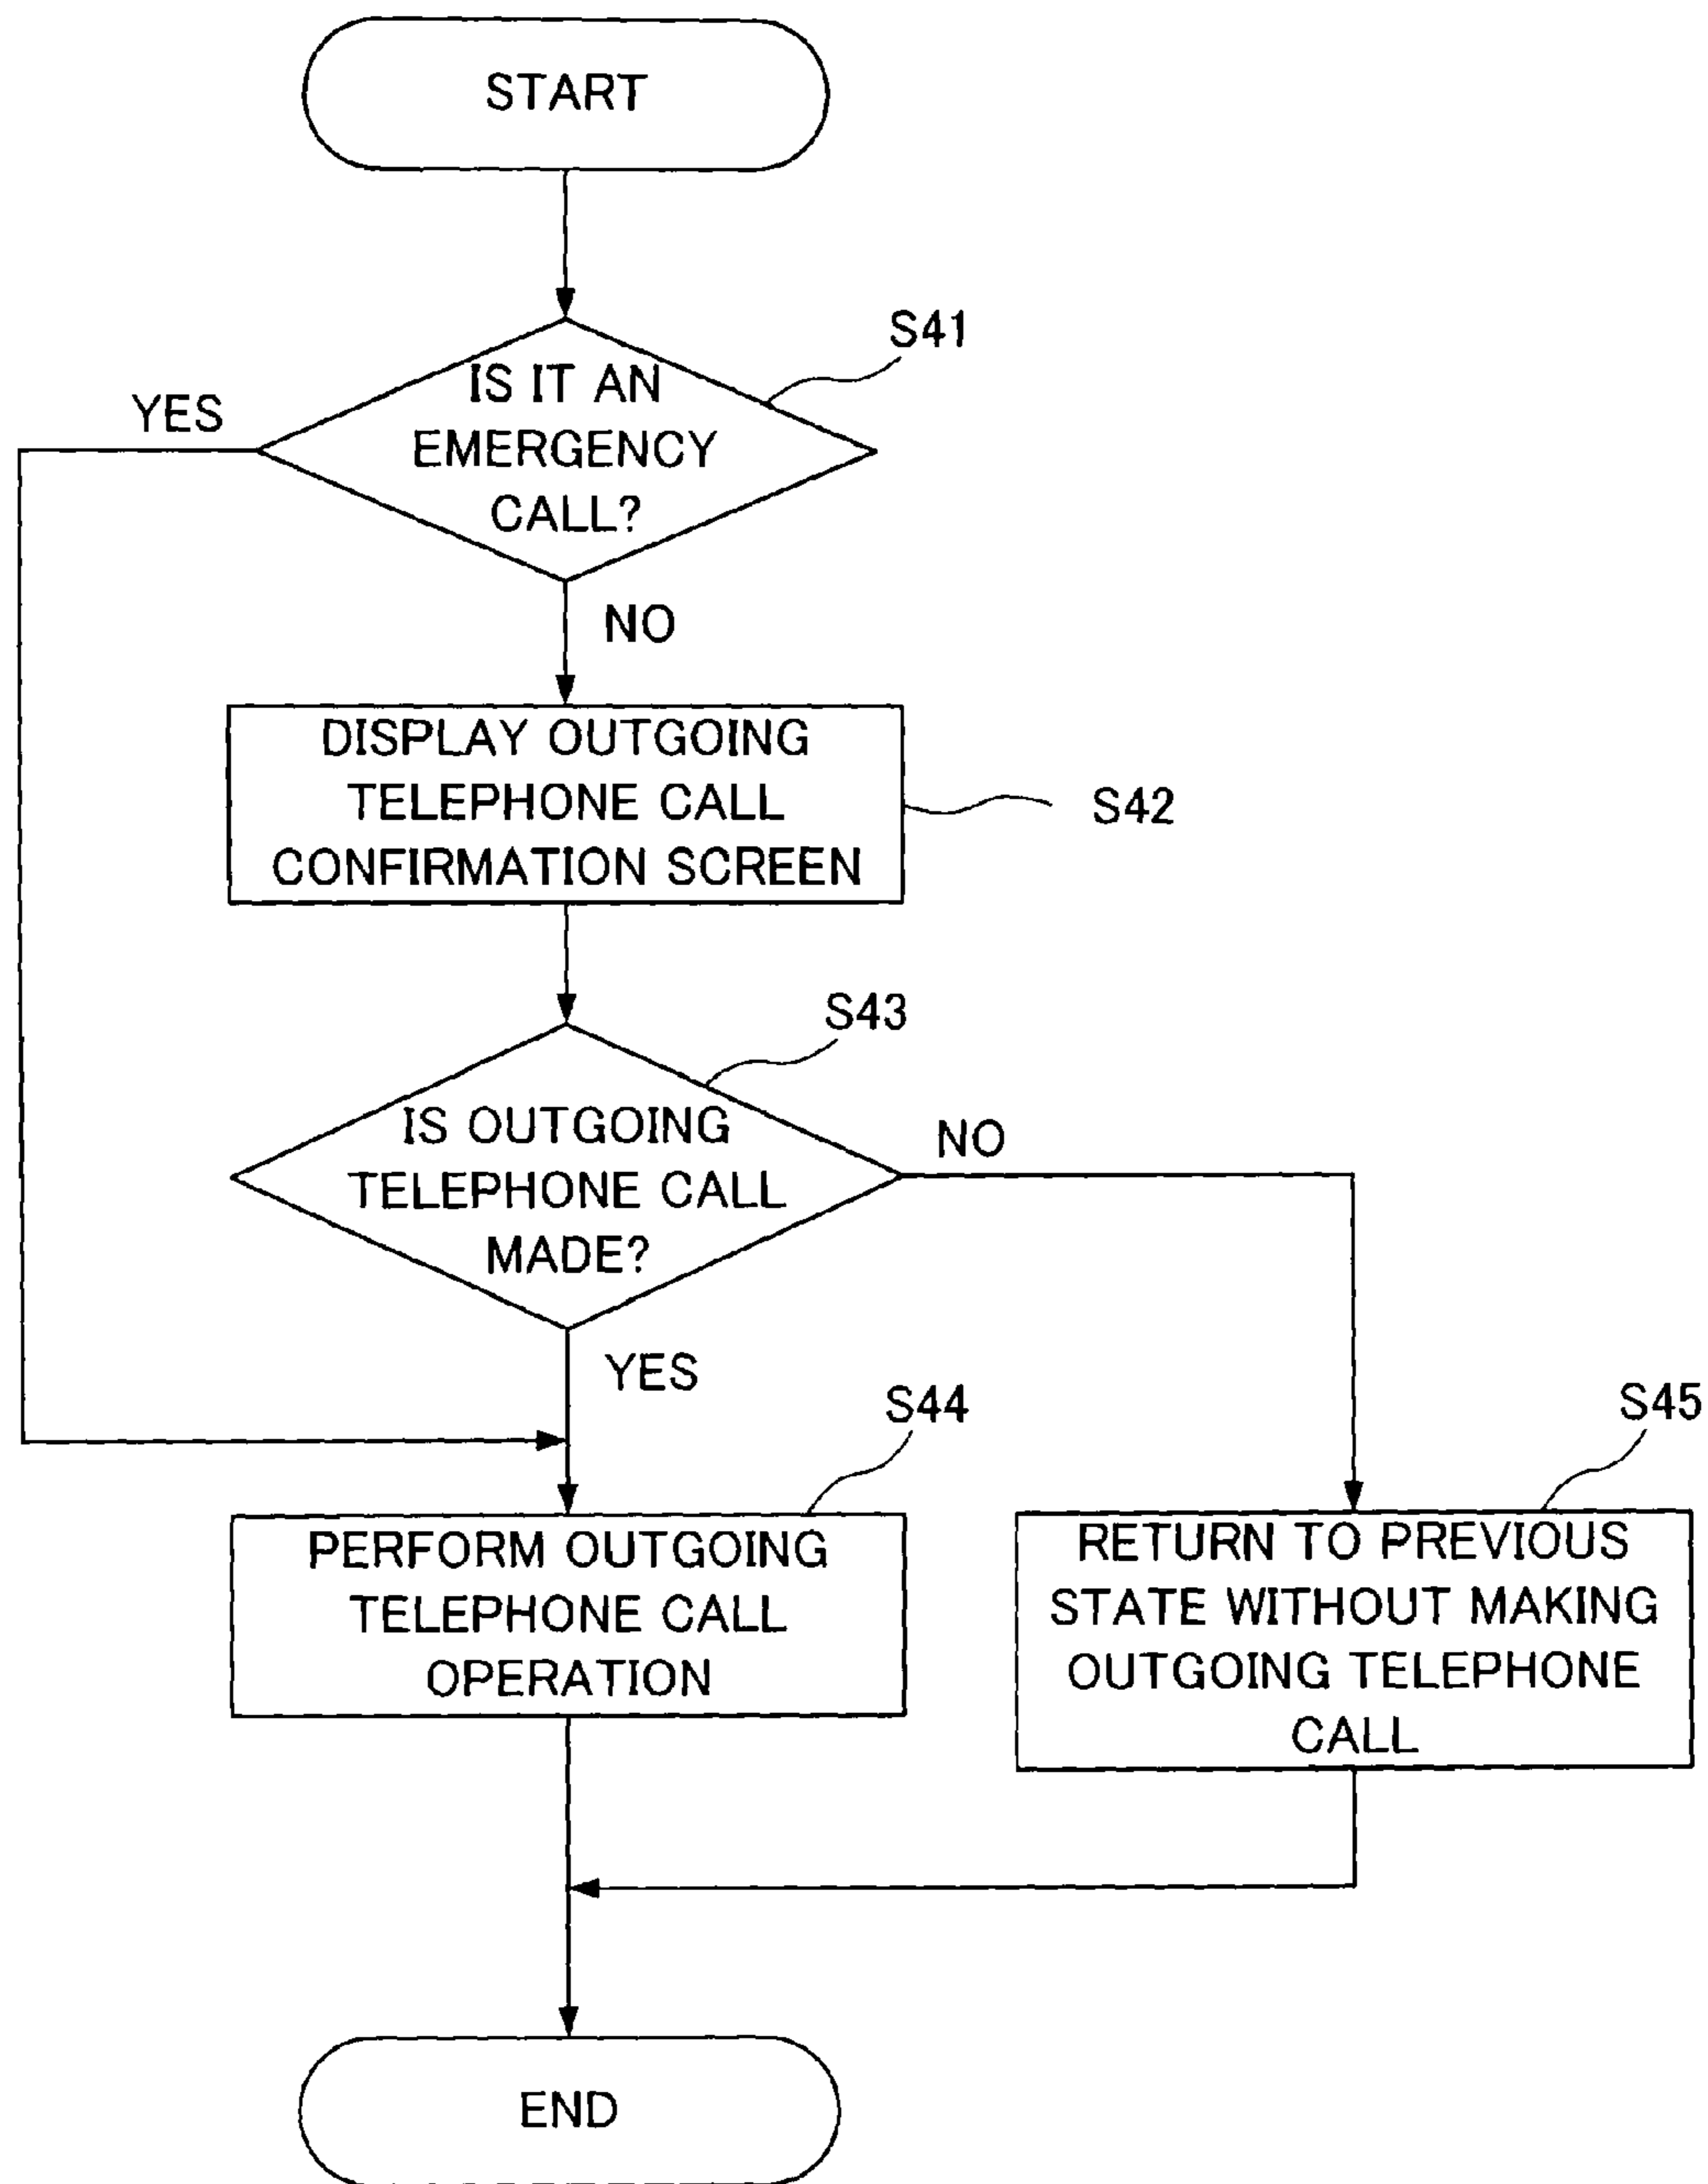 START
S41
IS IT AN
YES
EMERGENCY
CALL?
NO
DISPLAY OUTGOING
TELEPHONE CALL
CONFIRMATION SCREEN
S42
S43
IS OUTGOING
TELEPHONE CALL
MADE?
NO
YES
S44
S45
PERFORM OUTGOING
TELEPHONE CALL
OPERATION
RETURN TO PREVIOUS
STATE WITHOUT MAKING
OUTGOING TELEPHONE
CALL
END